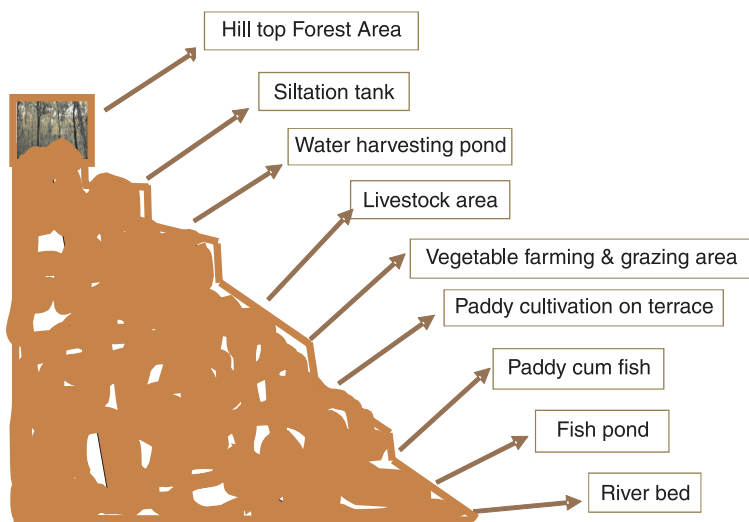 Hill top Forest Area
Siltation tank
Water harvesting pond
Livestock area
Vegetable farming & grazing area
Paddy cultivation on terrace
Paddy cum fish
Fish pond
River bed